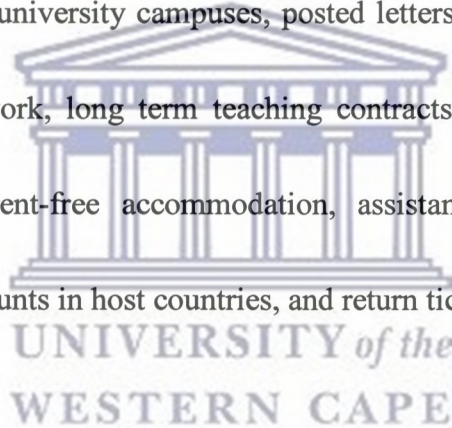 university campuses, posted letters
ork, long term teaching contracts
ent-free accommodation, assistan
unts in host countries, and return tic
UNIVERSITY of the
WESTERN CAPE